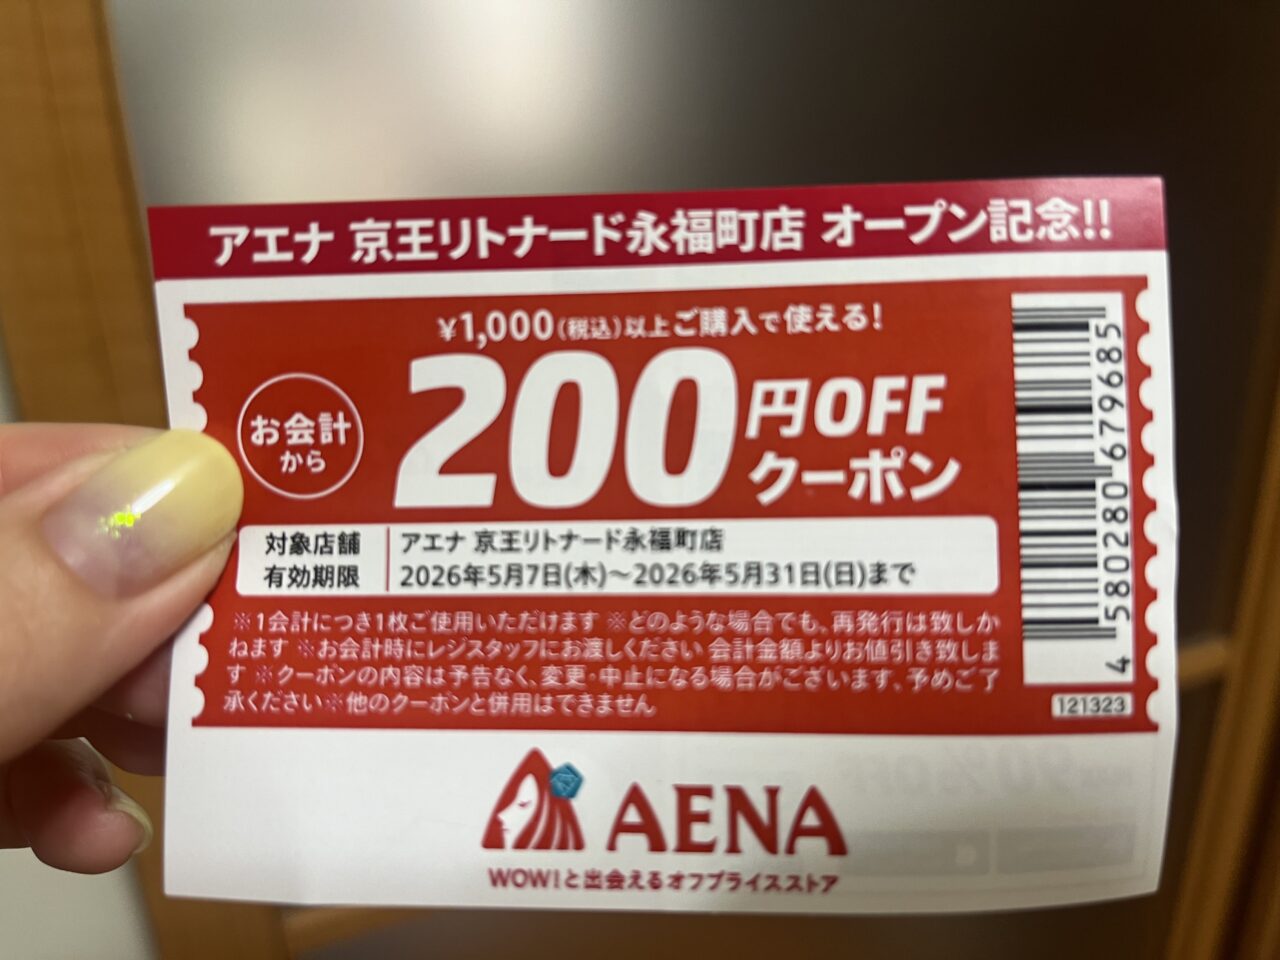 アエナ 京王リトナード永福町店 オープン記念!!
¥1,000(税込)以上ご購入で使える!
お会計
から
200円OFF
クーポン
対象店舗 アエナ 京王リトナード永福町店
有効期限 2026年5月7日(木)～2026年5月31日(日)まで
※1会計につき1枚ご使用いただけます ※どのような場合でも、再発行は致しか
ねます ※お会計時にレジスタッフにお渡しください 会計金額よりお値引き致しま
す ※クーポンの内容は予告なく、変更・中止になる場合がございます、予めご了
承ください※他のクーポンと併用はできません
4 580280 679685
121323
AENA
WOW!と出会えるオフプライスストア